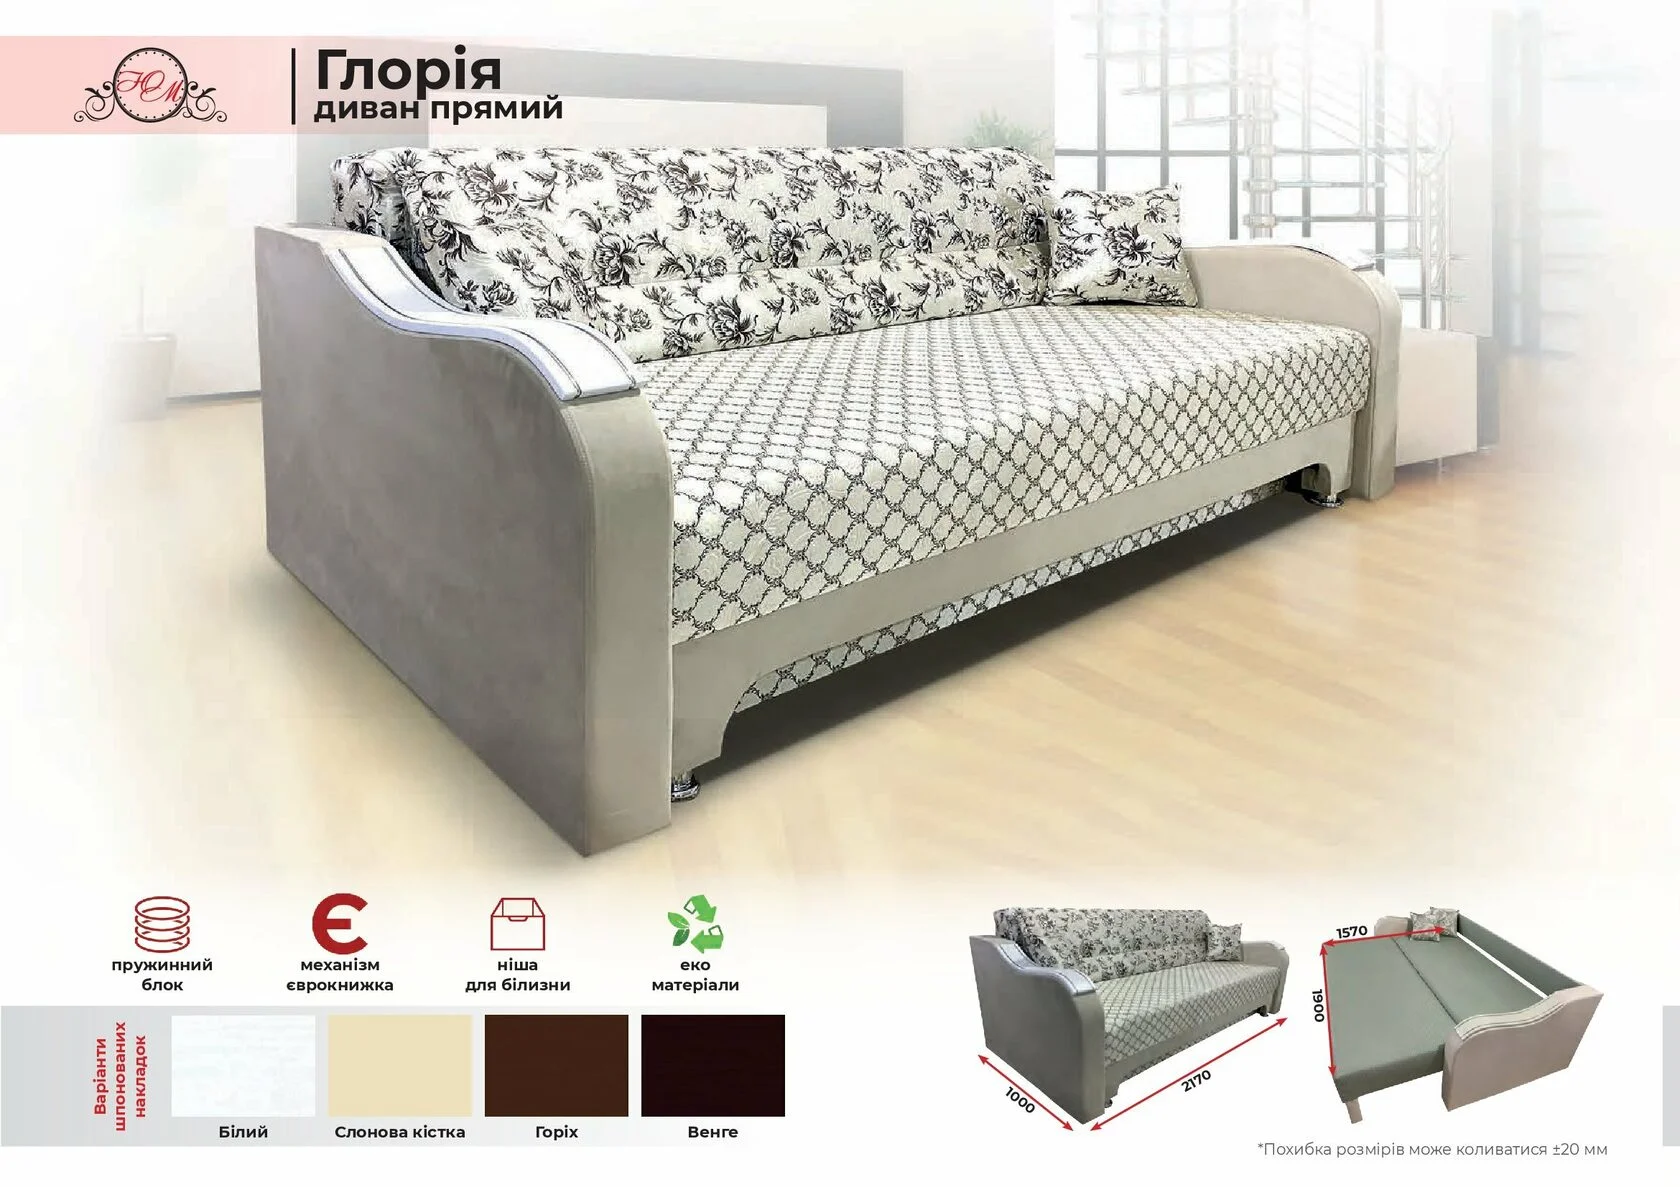 ЮМ
Глорія
диван прямий
пружинний
блок
Є
механізм
єврокнижка
ніша
для білизни
еко
матеріали
Варіанти
шпонованих
накладок
Білий
Слонова кістка
Горіх
Венге
1000
2170
1570
1900
*Похибка розмірів може коливатися ±20 мм